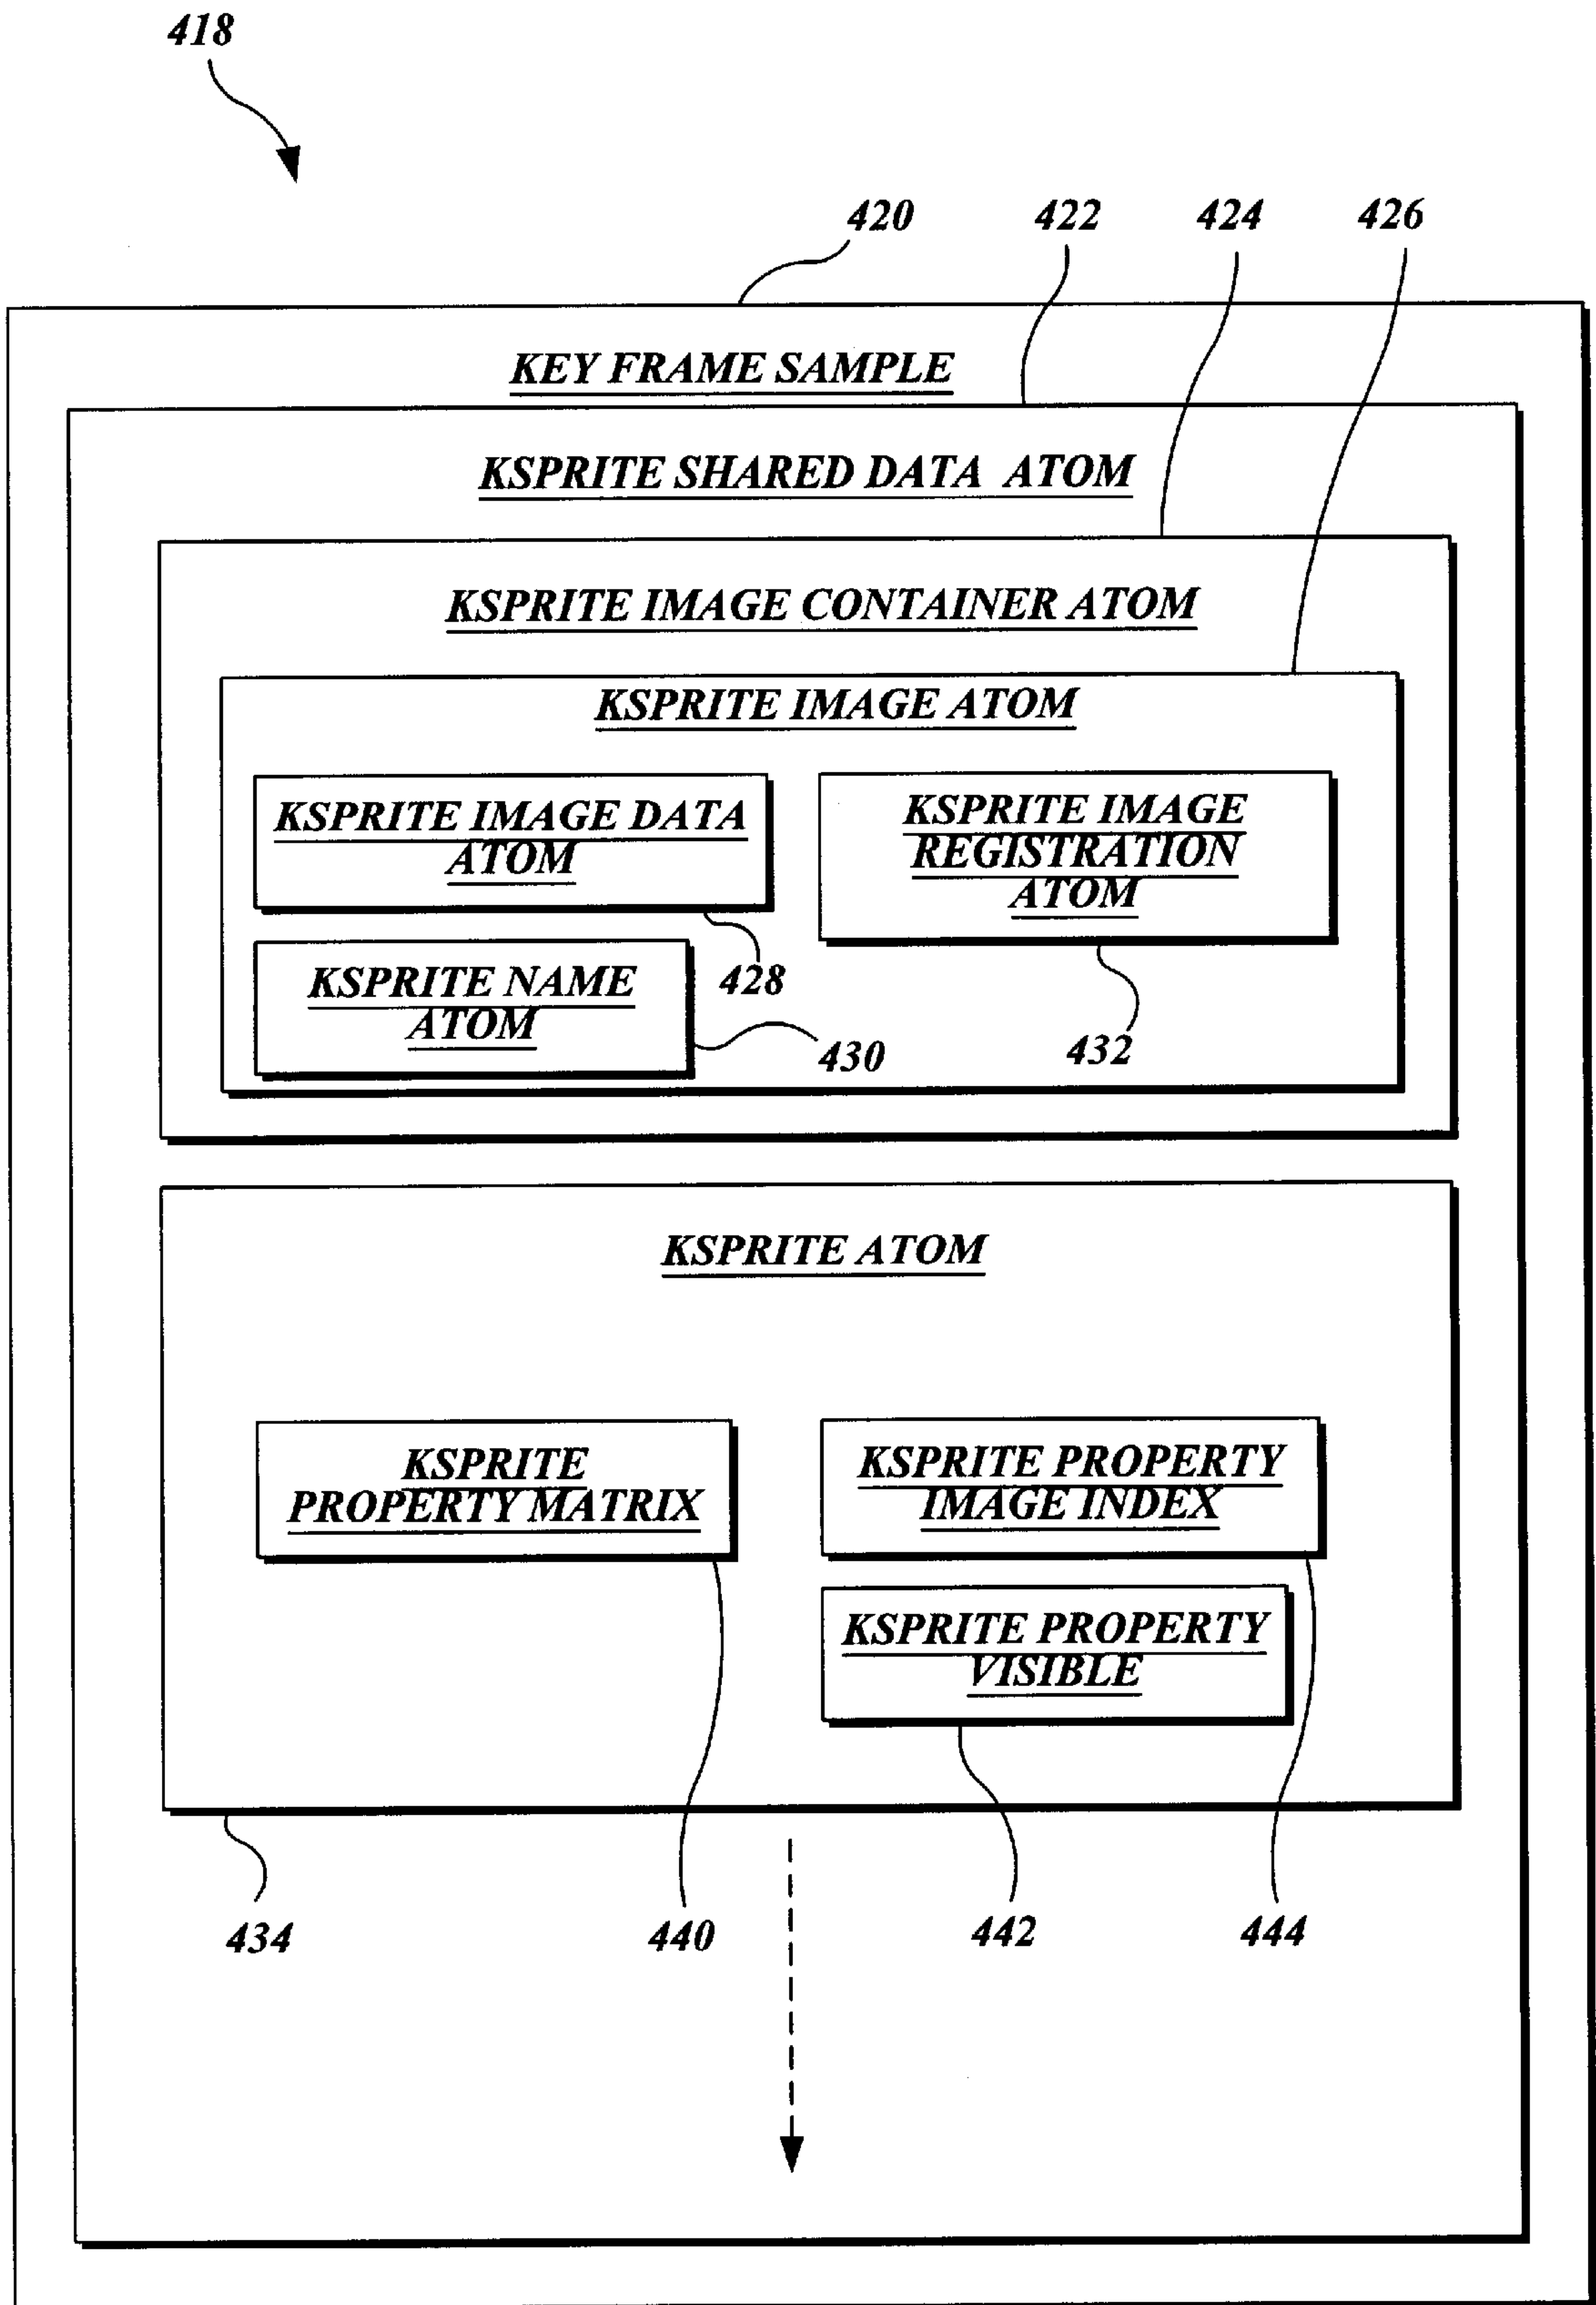 418
420 422 424 426
KEY FRAME SAMPLE
KSPRITE SHARED DATA ATOM
KSPRITE IMAGE CONTAINER ATOM
KSPRITE IMAGE ATOM
KSPRITE IMAGE DATA
ATOM
KSPRITE IMAGE
REGISTRATION
ATOM
428
KSPRITE NAME
ATOM
430
432
KSPRITE ATOM
KSPRITE
PROPERTY MATRIX
KSPRITE PROPERTY
IMAGE INDEX
KSPRITE PROPERTY
VISIBLE
434 440 442 444